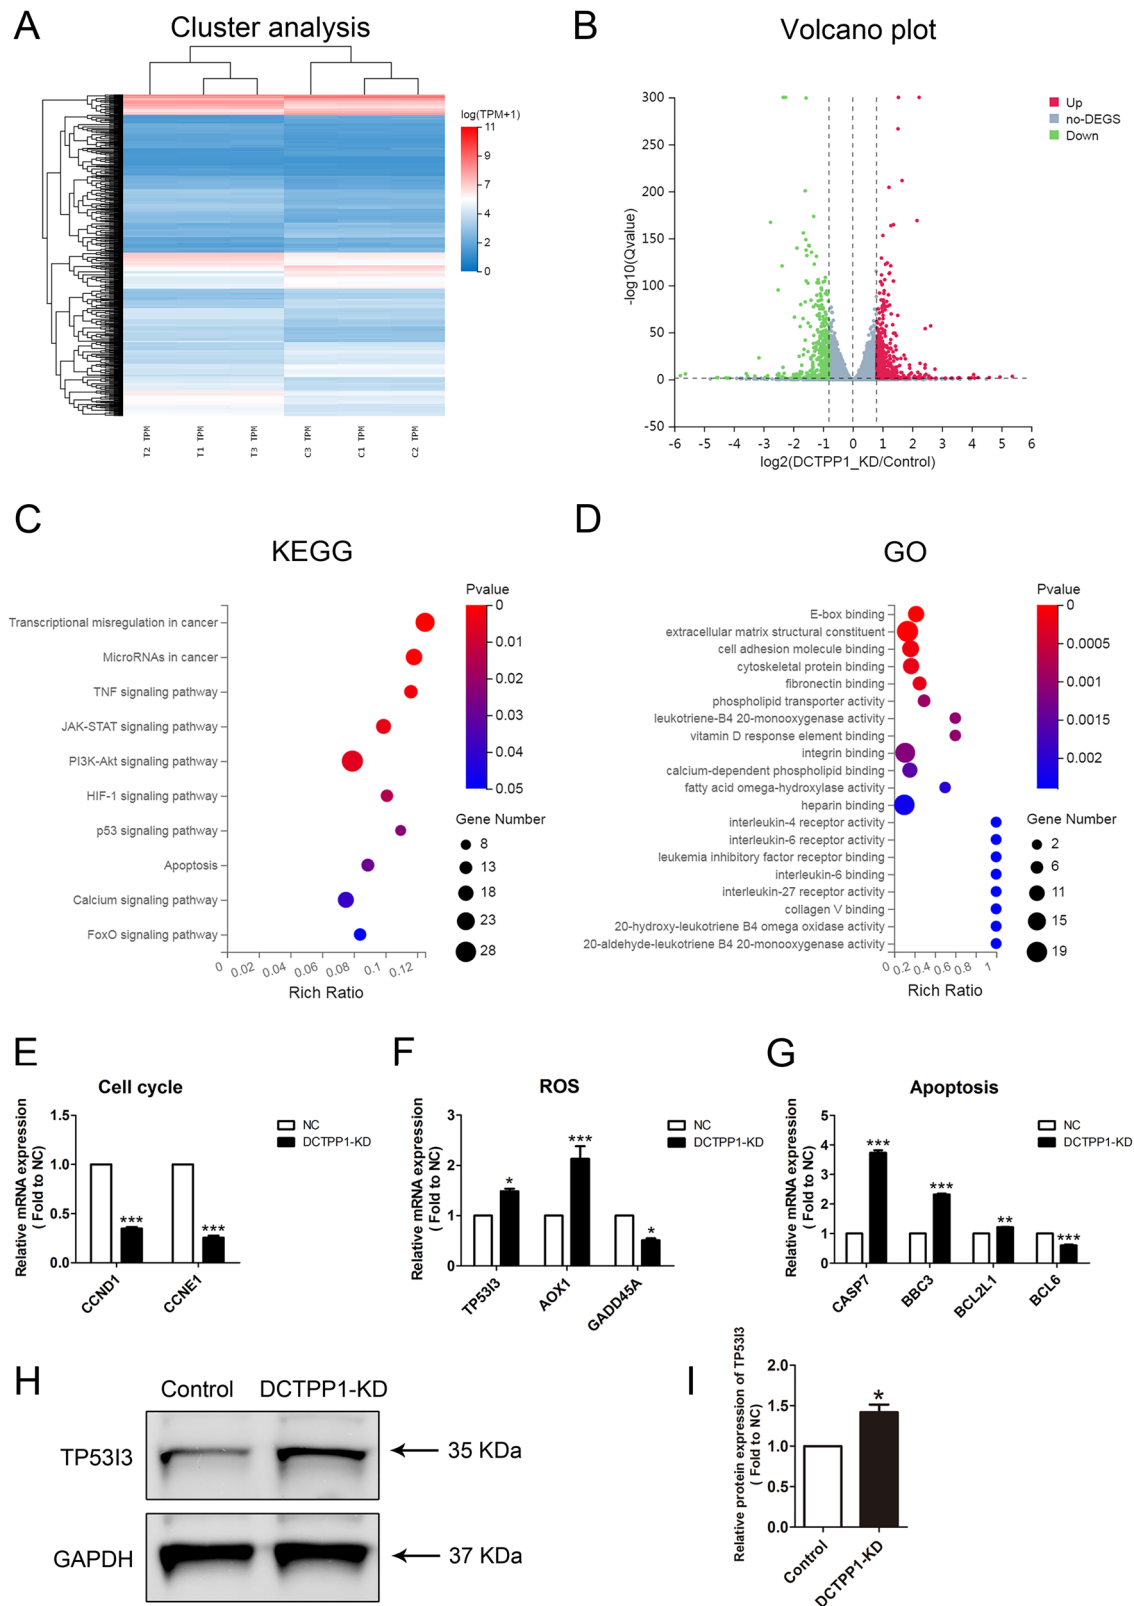 A
Cluster analysis
log(TPM+1)
11
9
7
4
2
0
T2 TPM
T1 TPM
T3 TPM
C3 TPM
C1 TPM
C2 TPM
B
Volcano plot
-log10(Qvalue)
300
250
200
150
100
50
0
-50
-6 -5 -4 -3 -2 -1 0 1 2 3 4 5 6
log2(DCTPP1_KD/Control)
Up
no-DEGS
Down
C
KEGG
Transcriptional misregulation in cancer
MicroRNAs in cancer
TNF signaling pathway
JAK-STAT signaling pathway
PI3K-Akt signaling pathway
HIF-1 signaling pathway
p53 signaling pathway
Apoptosis
Calcium signaling pathway
FoxO signaling pathway
0 0.02 0.04 0.06 0.08 0.1 0.12
Rich Ratio
Pvalue
0
0.01
0.02
0.03
0.04
0.05
Gene Number
8
13
18
23
28
D
GO
E-box binding
extracellular matrix structural constituent
cell adhesion molecule binding
cytoskeletal protein binding
fibronectin binding
phospholipid transporter activity
leukotriene-B4 20-monooxygenase activity
vitamin D response element binding
integrin binding
calcium-dependent phospholipid binding
fatty acid omega-hydroxylase activity
heparin binding
interleukin-4 receptor activity
interleukin-6 receptor activity
leukemia inhibitory factor receptor binding
interleukin-6 binding
interleukin-27 receptor activity
collagen V binding
20-hydroxy-leukotriene B4 omega oxidase activity
20-aldehyde-leukotriene B4 20-monooxygenase activity
0 0.2 0.4 0.6 0.8 1
Rich Ratio
Pvalue
0
0.0005
0.001
0.0015
0.002
Gene Number
2
6
11
15
19
E
Cell cycle
Relative mRNA expression
( Fold to NC)
1.5
1.0
0.5
0.0
***
***
CCND1
CCNE1
NC
DCTPP1-KD
F
ROS
Relative mRNA expression
( Fold to NC)
3
2
1
0
*
***
*
TP53I3
AOX1
GADD45A
NC
DCTPP1-KD
G
Apoptosis
Relative mRNA expression
( Fold to NC)
5
4
3
2
1
0
***
***
**
***
CASP7
BBC3
BCL2L1
BCL6
NC
DCTPP1-KD
H
Control DCTPP1-KD
TP53I3
35 KDa
GAPDH
37 KDa
I
Relative protein expression of TP53I3
( Fold to NC)
2.0
1.5
1.0
0.5
0.0
*
Control
DCTPP1-KD